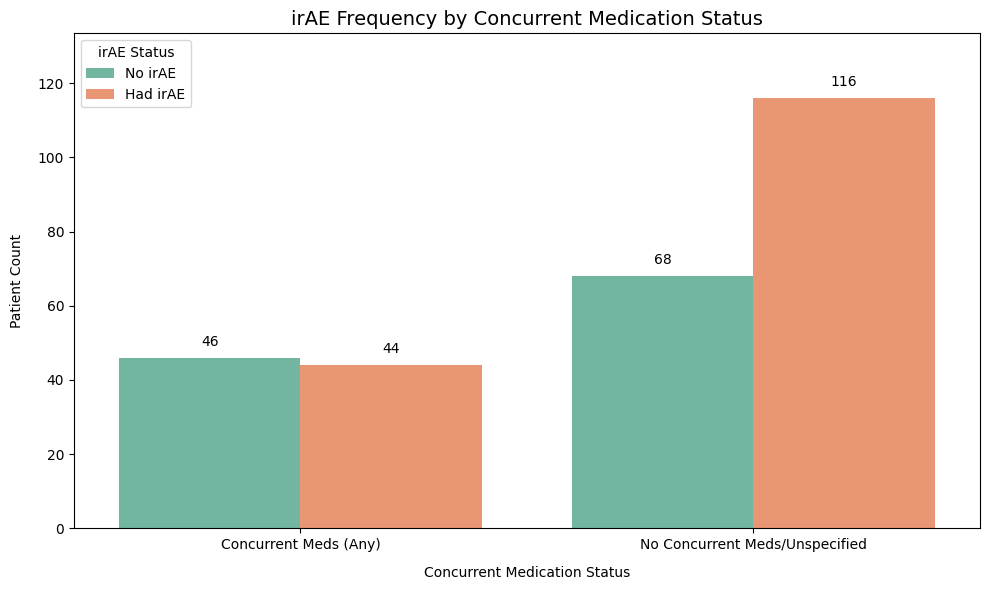 irAE Frequency by Concurrent Medication Status
irAE Status
No irAE
Had irAE
Patient Count
120
100
80
60
40
20
0
46
44
68
116
Concurrent Meds (Any)
No Concurrent Meds/Unspecified
Concurrent Medication Status